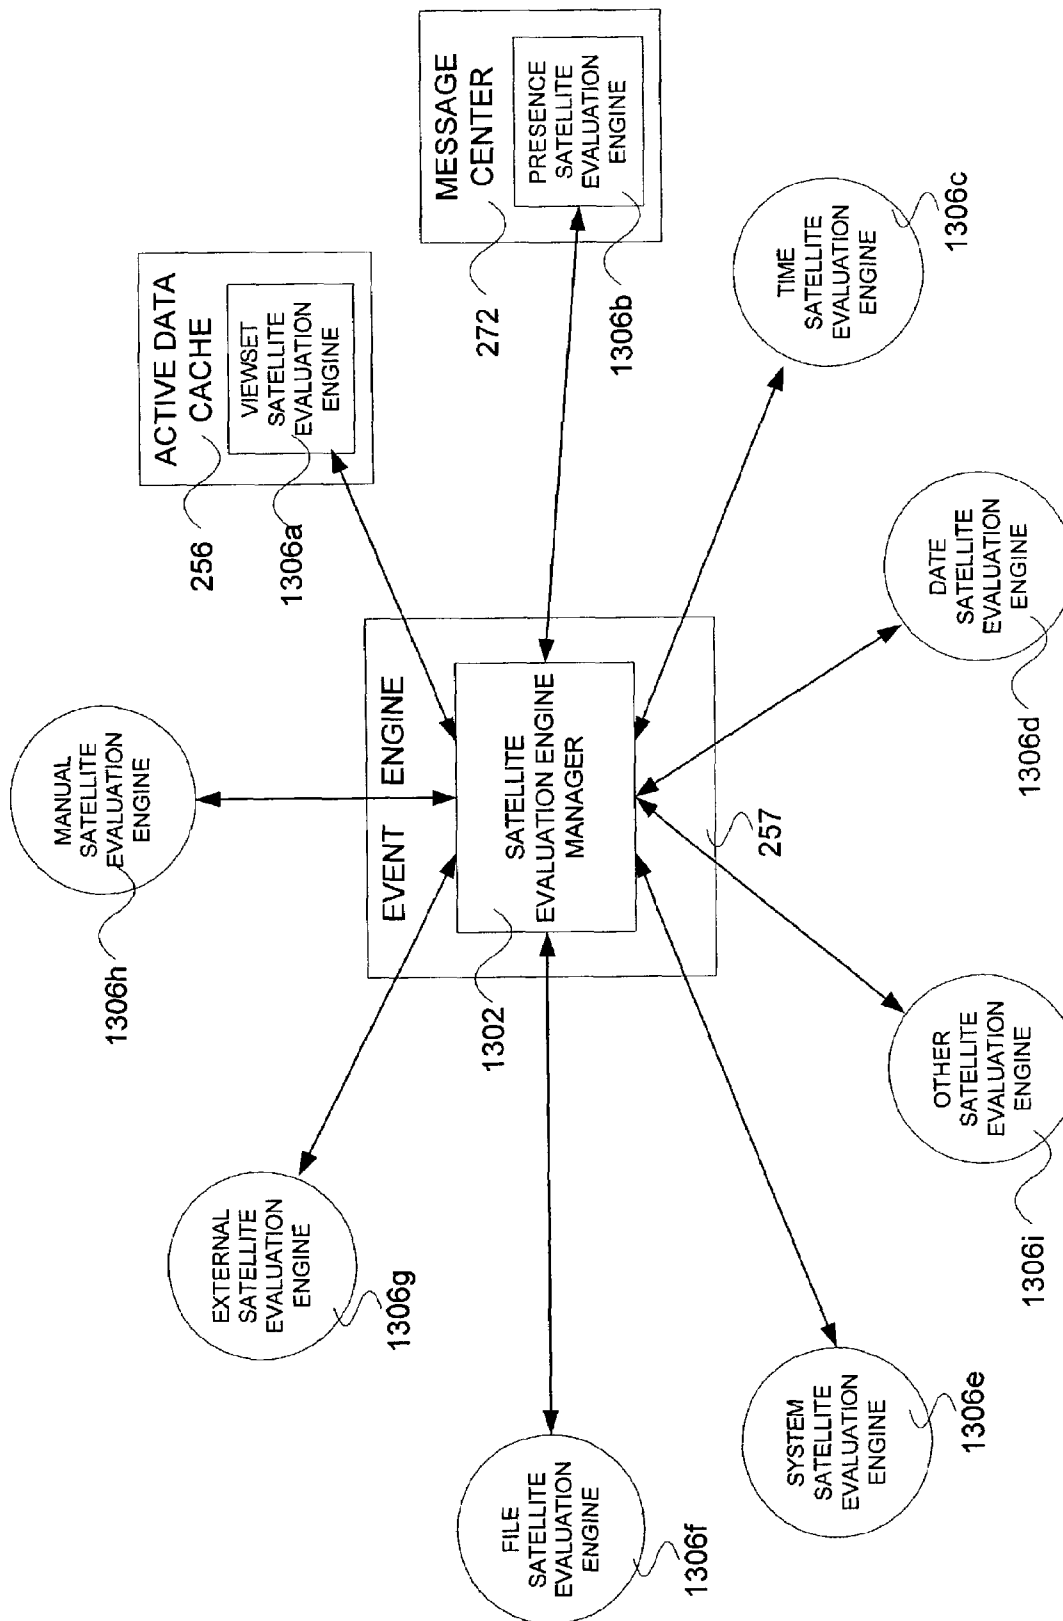 ACTIVE DATA
CACHE
VIEWSET
SATELLITE
EVALUATION
ENGINE
256
1306a
MESSAGE
CENTER
PRESENCE
SATELLITE
EVALUATION
ENGINE
272
1306b
TIME
SATELLITE
EVALUATION
ENGINE
1306c
DATE
SATELLITE
EVALUATION
ENGINE
1306d
MANUAL
SATELLITE
EVALUATION
ENGINE
1306h
EVENT ENGINE
SATELLITE
EVALUATION ENGINE
MANAGER
1302
257
OTHER
SATELLITE
EVALUATION
ENGINE
1306i
EXTERNAL
SATELLITE
EVALUATION
ENGINE
1306g
SYSTEM
SATELLITE
EVALUATION
ENGINE
1306e
FILE
SATELLITE
EVALUATION
ENGINE
1306f